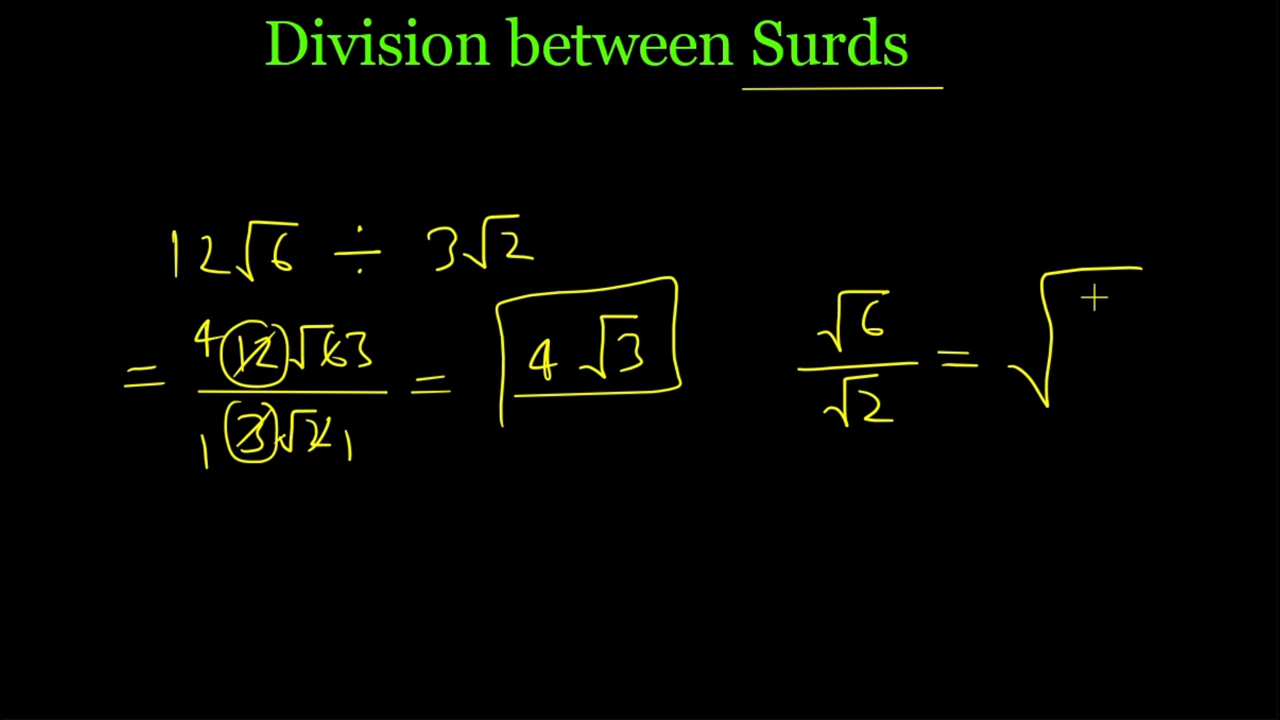 Division between Surds
12√6 ÷ 3√2
= 4 12√6 3 / 1 3√2 1 = 4√3
√6 / √2 = √